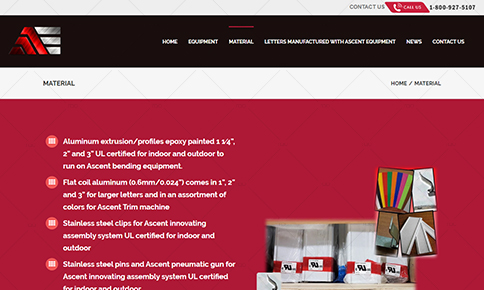 CONTACT US CALL US 1-800-927-5107
HOME EQUIPMENT MATERIAL LETTERS MANUFACTURED WITH ASCENT EQUIPMENT NEWS CONTACT US
MATERIAL HOME / MATERIAL
Aluminum extrusion/profiles epoxy painted 1 1⁄4”,
2” and 3” UL certified for indoor and outdoor to
run on Ascent bending equipment.
Flat coil aluminum (0.6mm/0.024”) comes in 1”, 2”
and 3” for larger letters and in an assortment of
colors for Ascent Trim machine
Stainless steel clips for Ascent innovating
assembly system UL certified for indoor and
outdoor
Stainless steel pins and Ascent pneumatic gun for
Ascent innovating assembly system UL certified
for indoor and outdoor